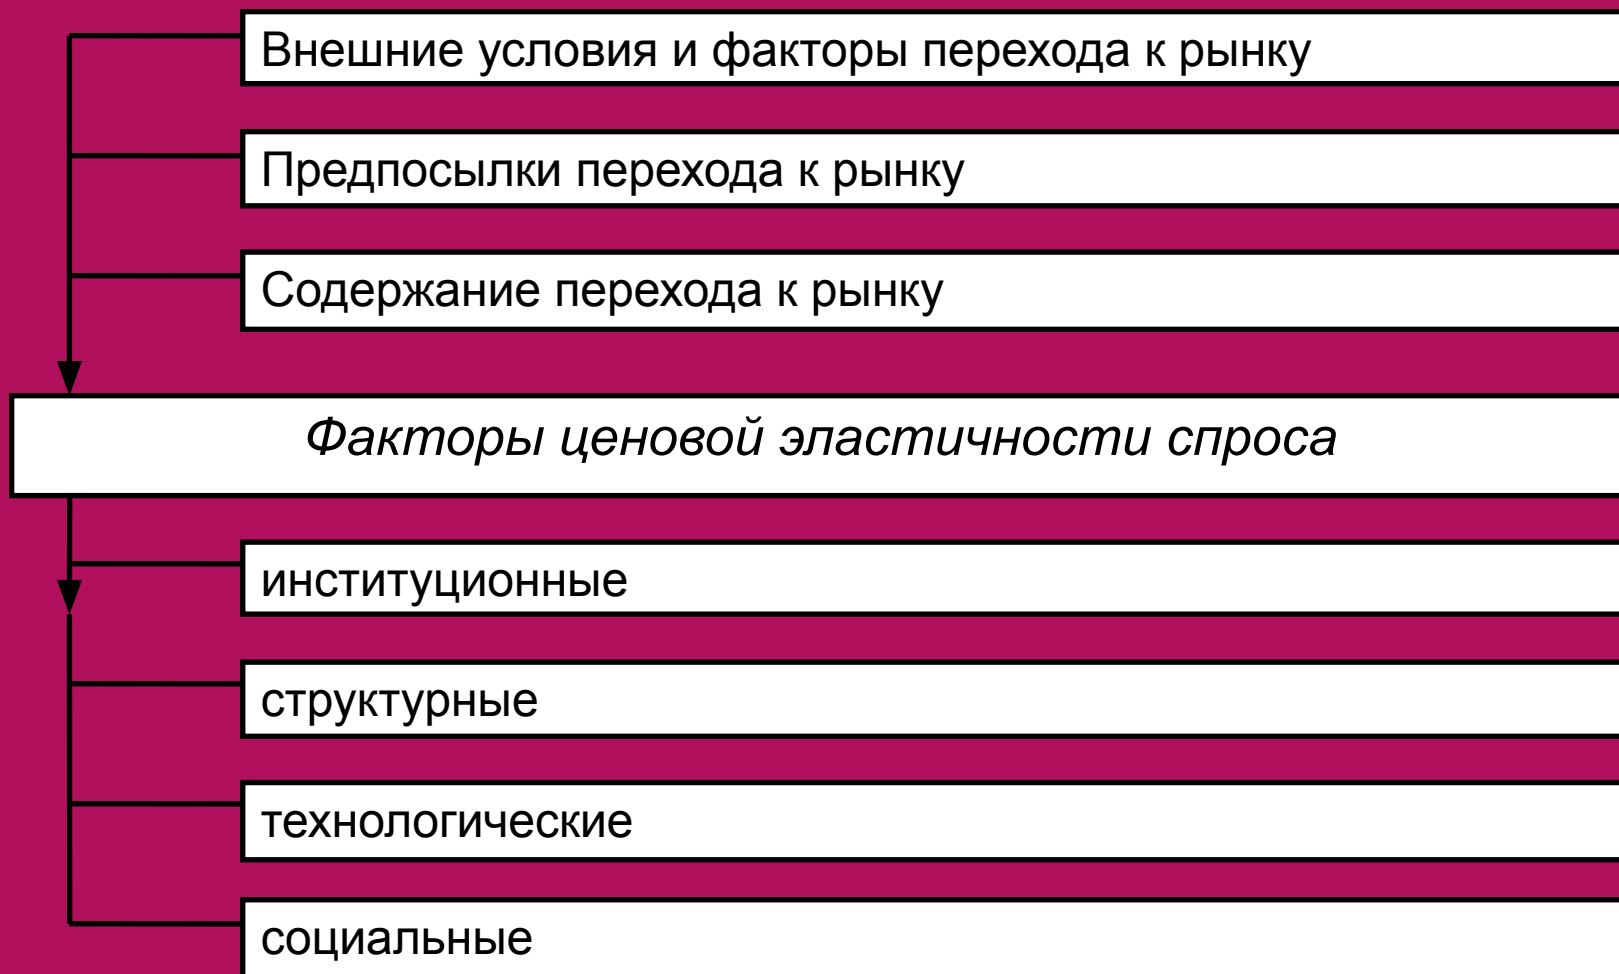 Внешние условия и факторы перехода к рынку
Предпосылки перехода к рынку
Содержание перехода к рынку
Факторы ценовой эластичности спроса
институционные
структурные
технологические
социальные